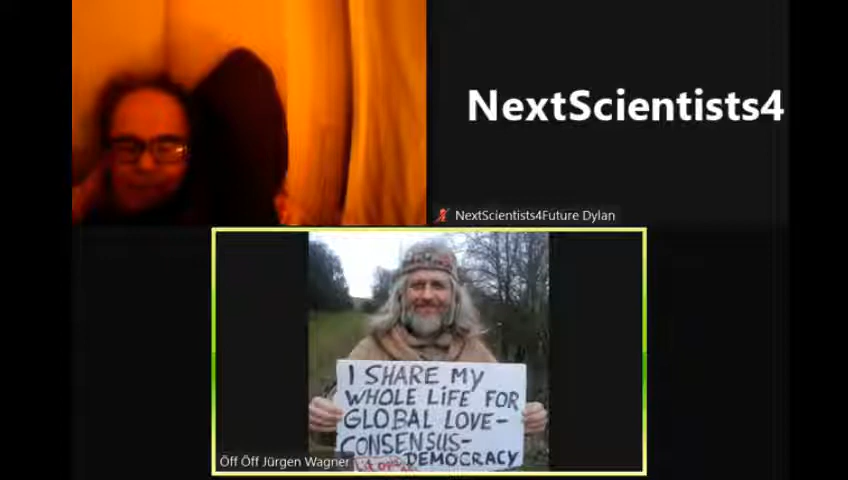 NextScientists4
NextScientists4Future Dylan
I SHARE MY
WHOLE LiFE FOR
GLOBAL LOVE-
CONSENSUS-
DEMOCRACY
Öff Öff Jürgen Wagner